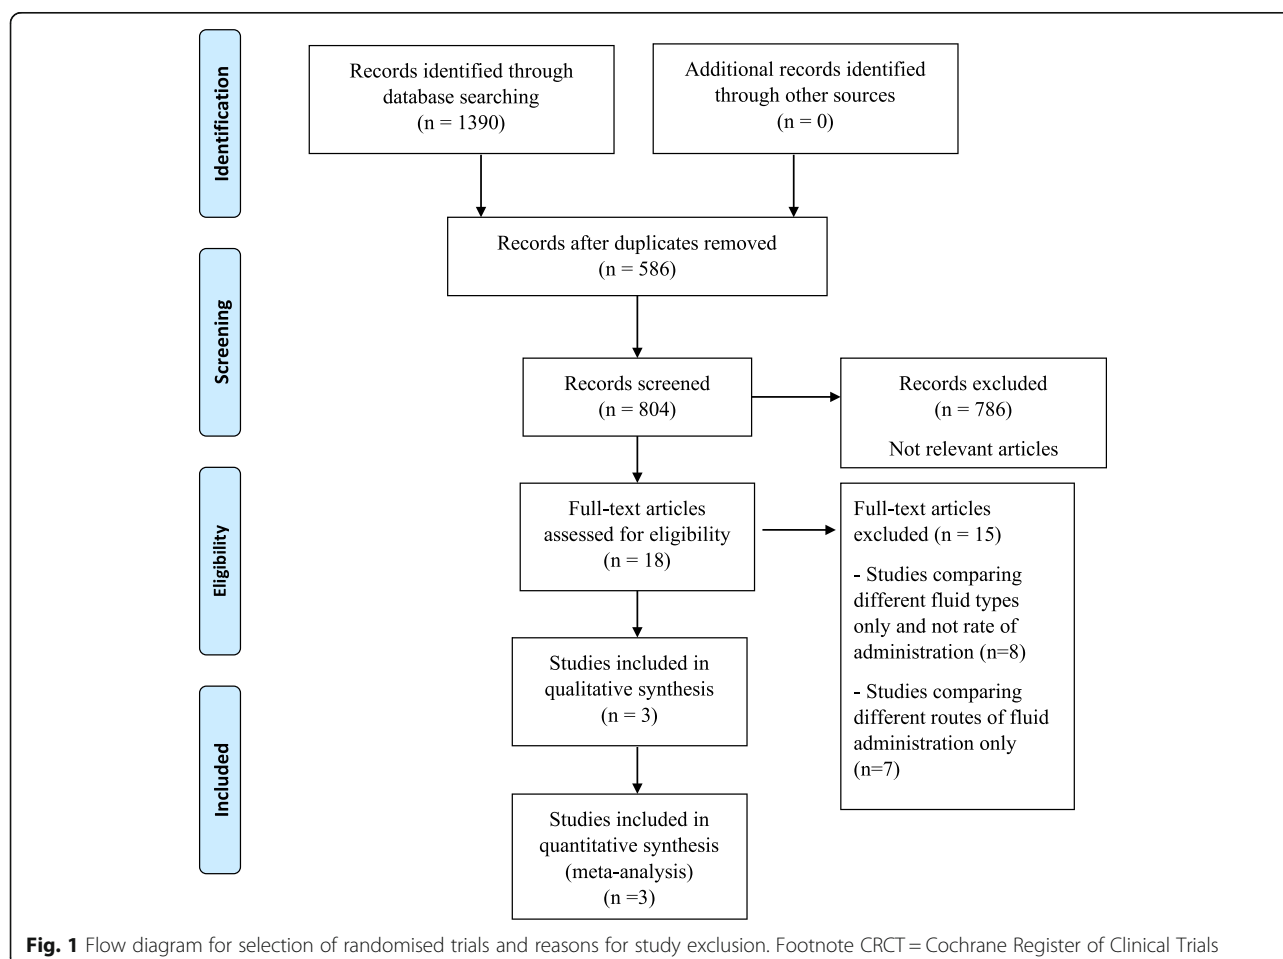 Identification
Records identified through
database searching
(n = 1390)
Additional records identified
through other sources
(n = 0)
Records after duplicates removed
(n = 586)
Screening
Records screened
(n = 804)
Records excluded
(n = 786)
Not relevant articles
Eligibility
Full-text articles
assessed for eligibility
(n = 18)
Full-text articles
excluded (n = 15)
- Studies comparing
different fluid types
only and not rate of
administration (n=8)
- Studies comparing
different routes of fluid
administration only
(n=7)
Studies included in
qualitative synthesis
(n = 3)
Included
Studies included in
quantitative synthesis
(meta-analysis)
(n =3)
Fig. 1 Flow diagram for selection of randomised trials and reasons for study exclusion. Footnote CRCT = Cochrane Register of Clinical Trials